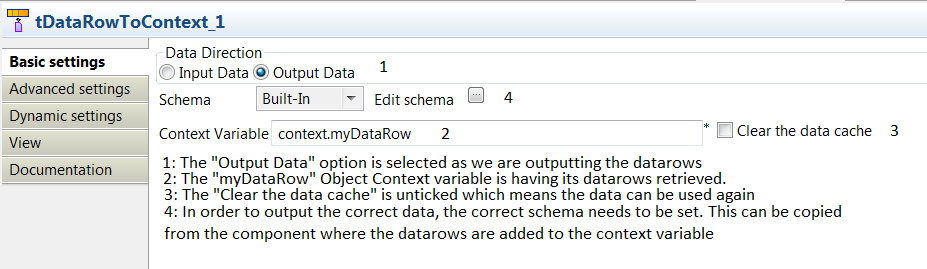 tDataRowToContext_1
Basic settings
Advanced settings
Dynamic settings
View
Documentation
Data Direction
Input Data Output Data 1
Schema Built-In Edit schema ... 4
Context Variable context.myDataRow 2 * Clear the data cache 3
1: The "Output Data" option is selected as we are outputting the datarows
2: The "myDataRow" Object Context variable is having its datarows retrieved.
3: The "Clear the data cache" is unticked which means the data can be used again
4: In order to output the correct data, the correct schema needs to be set. This can be copied
from the component where the datarows are added to the context variable